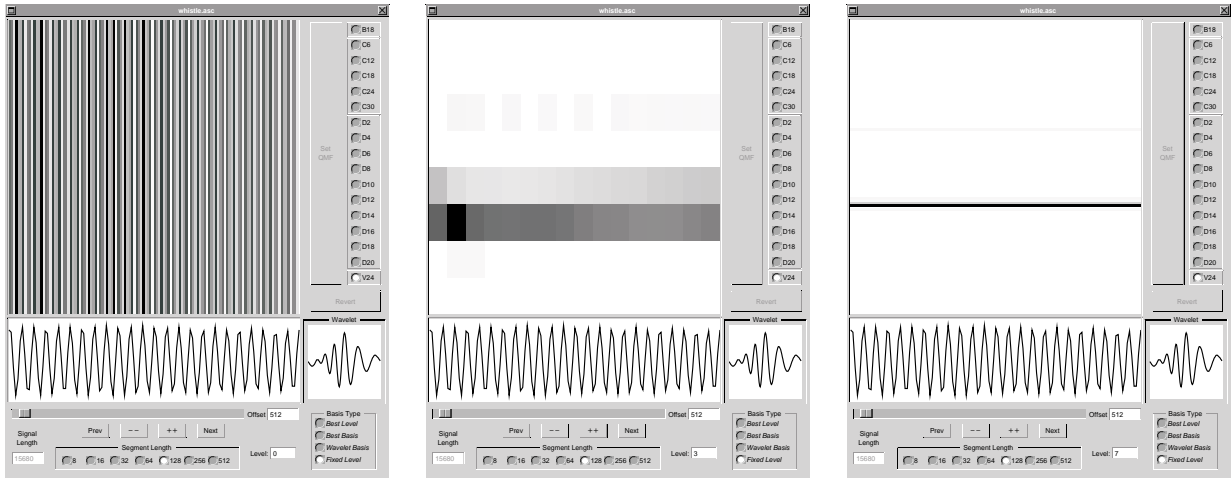 whistle.asc
B18
C6
C12
C18
C24
C30
D2
D4
D6
D8
D10
D12
D14
D16
D18
D20
V24
Set
QMF
Revert
Wavelet
Offset 512
Prev -- ++ Next
Signal
Length
15680
Segment Length
8 16 32 64 128 256 512
Level: 0
Basis Type
Best Level
Best Basis
Wavelet Basis
Fixed Level
whistle.asc
B18
C6
C12
C18
C24
C30
D2
D4
D6
D8
D10
D12
D14
D16
D18
D20
V24
Set
QMF
Revert
Wavelet
Offset 512
Prev -- ++ Next
Signal
Length
15680
Segment Length
8 16 32 64 128 256 512
Level: 3
Basis Type
Best Level
Best Basis
Wavelet Basis
Fixed Level
whistle.asc
B18
C6
C12
C18
C24
C30
D2
D4
D6
D8
D10
D12
D14
D16
D18
D20
V24
Set
QMF
Revert
Wavelet
Offset 512
Prev -- ++ Next
Signal
Length
15680
Segment Length
8 16 32 64 128 256 512
Level: 7
Basis Type
Best Level
Best Basis
Wavelet Basis
Fixed Level